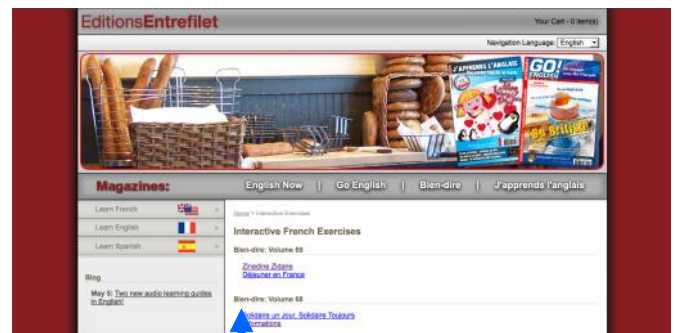 EditionsEntrefilet
Your Cart - 0 item(s)
Navigation Language: English
J'APPRENDS L'ANGLAIS
GO!
ENGLISH
Go British!
Magazines:
English Now | Go English | Bien-dire | J'apprends l'anglais
Learn French
Learn English
Learn Spanish
Home > Interactive Exercises
Interactive French Exercises
Bien-dire: Volume 69
Zinedine Zidane
Déjeuner en France
Blog
May 6: Two new audio learning guides
in English!
Bien-dire: Volume 68
Solidaire un Jour, Solidaire Toujours